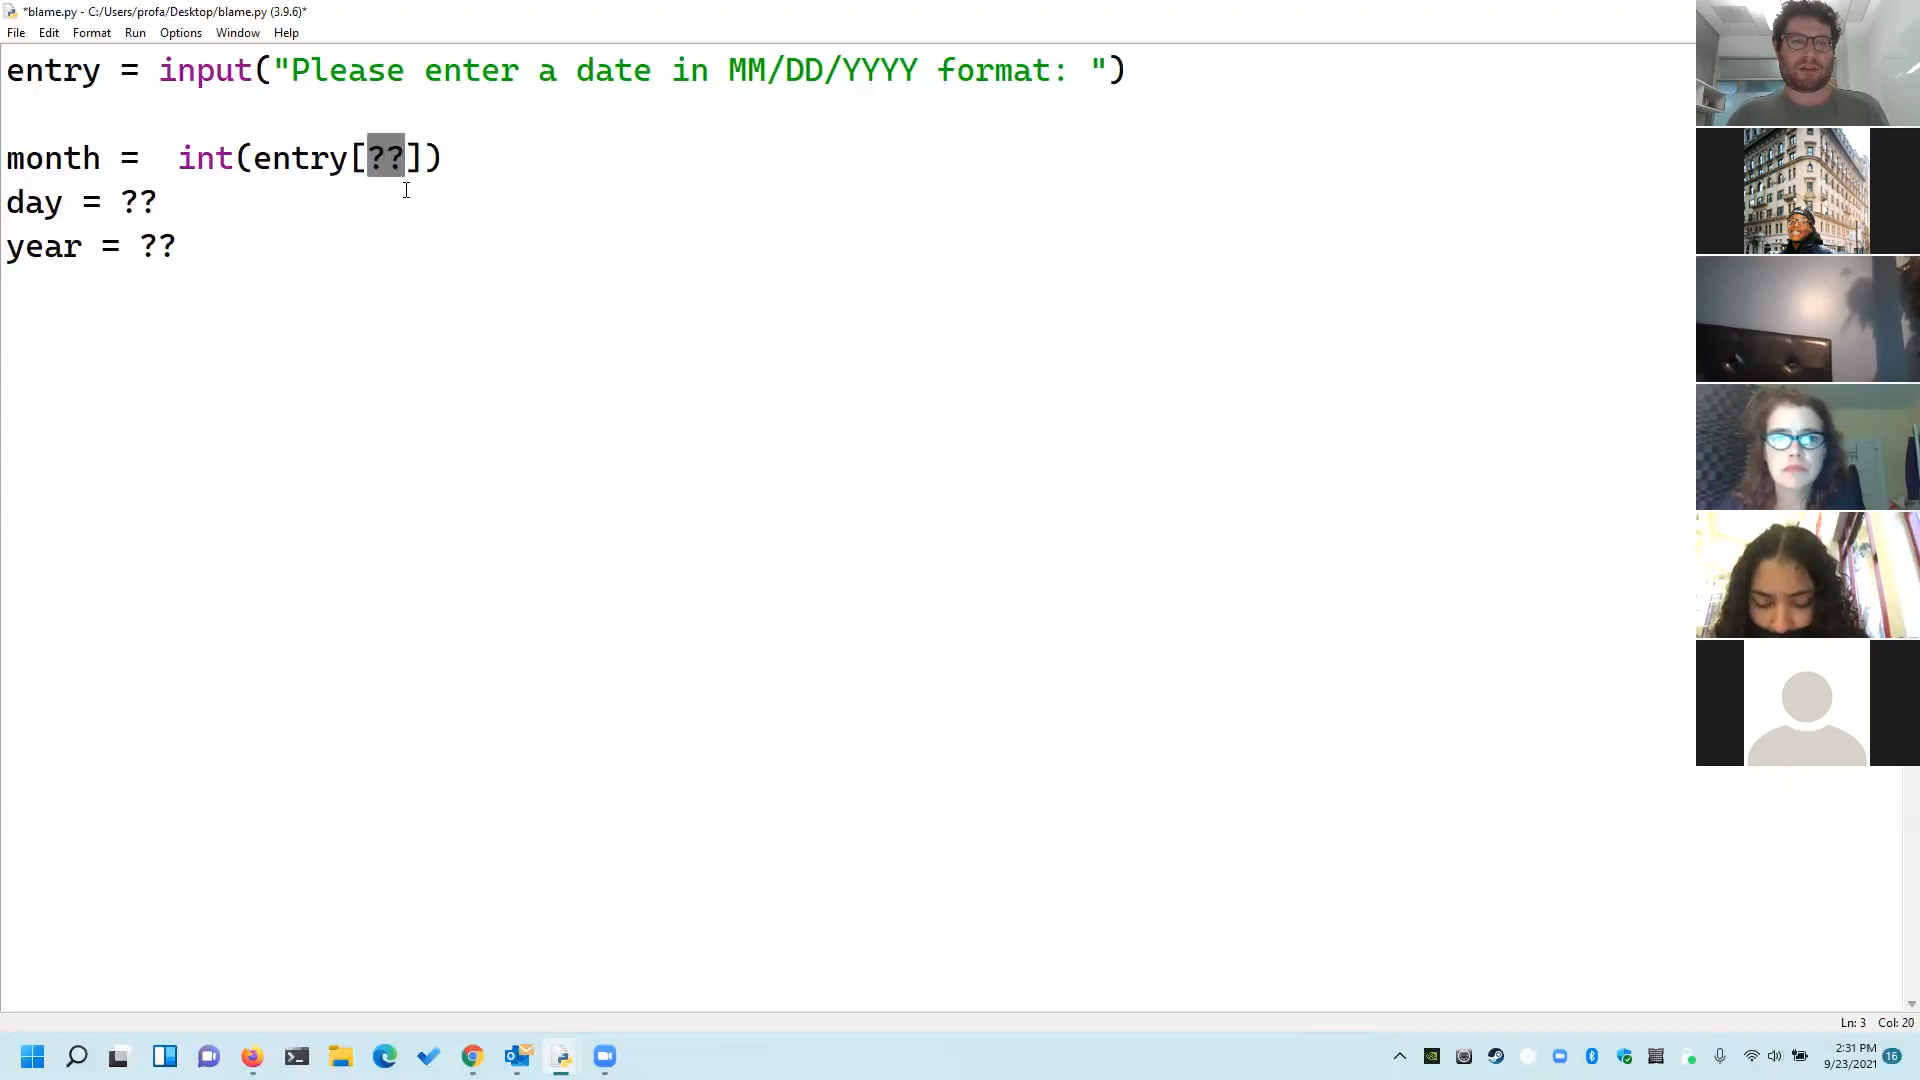 *blame.py - C:/Users/profa/Desktop/blame.py (3.9.6)*
File Edit Format Run Options Window Help
entry = input("Please enter a date in MM/DD/YYYY format: ")
month =  int(entry[??])
day = ??
year = ??
Ln: 3 Col: 20
2:31 PM
9/23/2021
16